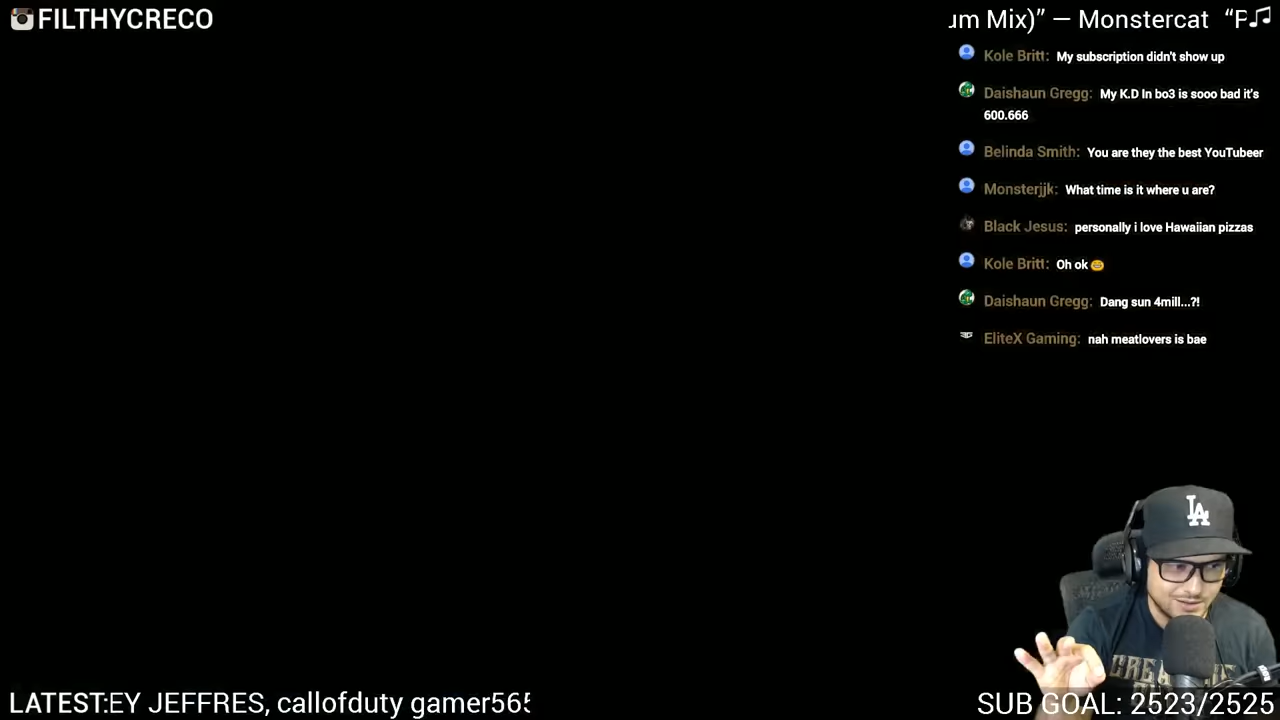 FILTHYCRECO
um Mix)” — Monstercat “P
Kole Britt: My subscription didn't show up
Daishaun Gregg: My K.D In bo3 is sooo bad it's
600.666
Belinda Smith: You are they the best YouTubeer
Monsterjjk: What time is it where u are?
Black Jesus: personally i love Hawaiian pizzas
Kole Britt: Oh ok
Daishaun Gregg: Dang sun 4mill...?!
EliteX Gaming: nah meatlovers is bae
LA
LATEST:EY JEFFRES, callofduty gamer565
SUB GOAL: 2523/2525